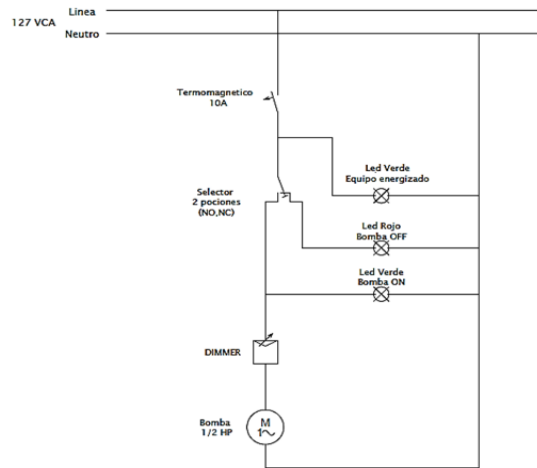 Linea
127 VCA
Neutro
Termomagnetico
10A
Led Verde
Equipo energizado
Selector
2 pociones
(NO,NC)
Led Rojo
Bomba OFF
Led Verde
Bomba ON
DIMMER
Bomba
1/2 HP
M
1~